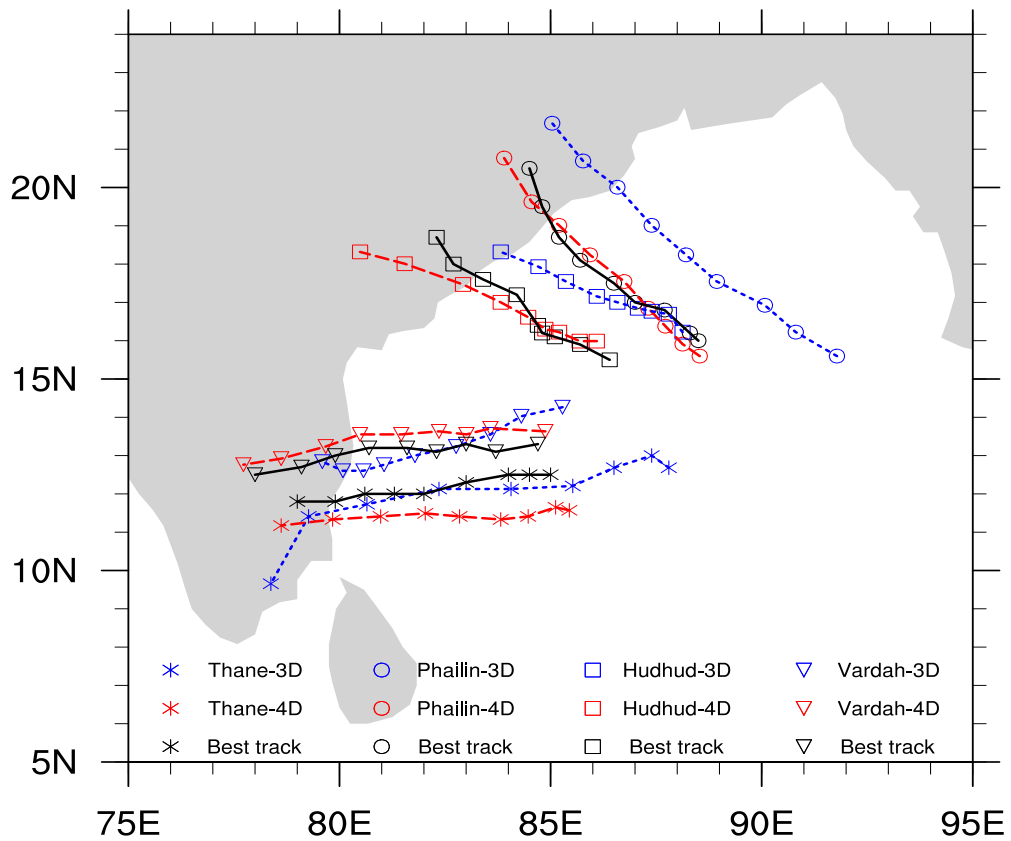 20N
15N
10N
Thane-3D Phailin-3D Hudhud-3D Vardah-3D
Thane-4D Phailin-4D Hudhud-4D Vardah-4D
Best track Best track Best track Best track
5N
75E 80E 85E 90E 95E